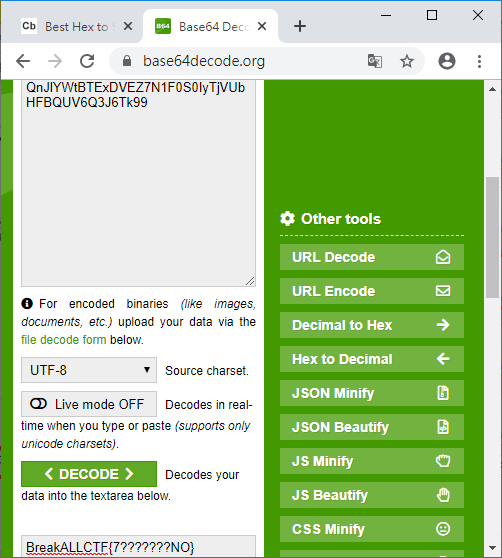 Cb Best Hex to S
B64 Base64 Deco
base64decode.org
QnJlYWtBTExDVEZ7N1F0S0IyTjVUb
HFBQUV6Q3J6Tk99
For encoded binaries (like images,
documents, etc.) upload your data via the
file decode form below.
UTF-8 Source charset.
Live mode OFF Decodes in real-
time when you type or paste (supports only
unicode charsets).
DECODE Decodes your
data into the textarea below.
BreakALLCTF{7???????NO}
Other tools
URL Decode
URL Encode
Decimal to Hex
Hex to Decimal
JSON Minify
JSON Beautify
JS Minify
JS Beautify
CSS Minify